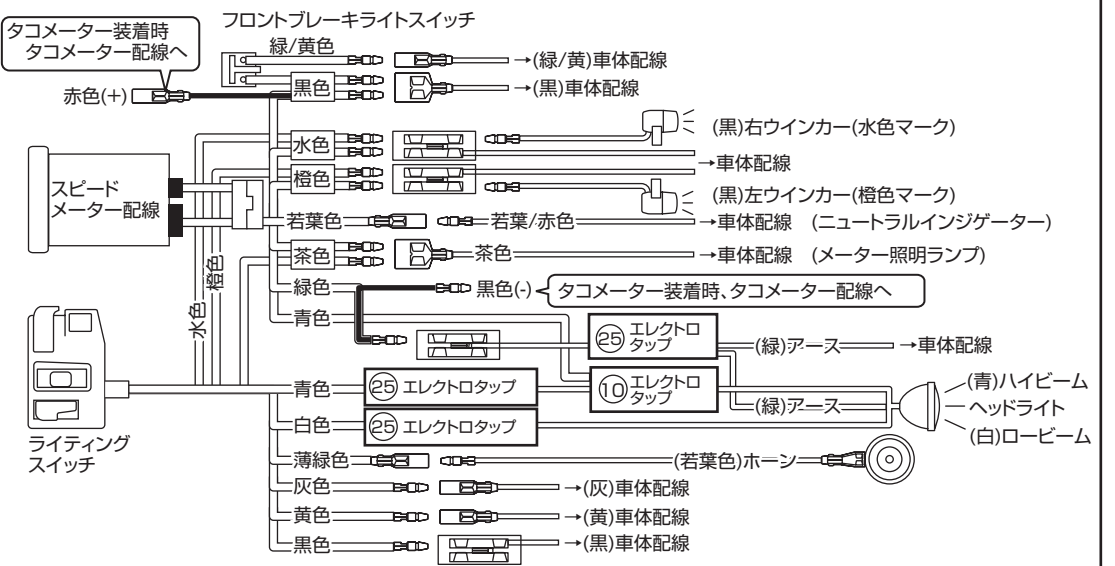 フロントブレーキライトスイッチ
タコメーター装着時
タコメーター配線へ
緑/黄色
→(緑/黄)車体配線
赤色(+)
黒色
→(黒)車体配線
水色
(黒)右ウインカー(水色マーク)
→車体配線
橙色
(黒)左ウインカー(橙色マーク)
スピード
メーター配線
若葉色
若葉/赤色
→車体配線 (ニュートラルインジゲーター)
茶色
茶色
→車体配線 (メーター照明ランプ)
水色
橙色
緑色
黒色(-)
タコメーター装着時、タコメーター配線へ
青色
25 エレクトロ
タップ
(緑)アース
→車体配線
青色
25 エレクトロタップ
10 エレクトロ
タップ
(緑)アース
(青)ハイビーム
ヘッドライト
(白)ロービーム
白色
25 エレクトロタップ
ライティング
スイッチ
薄緑色
(若葉色)ホーン
灰色
→(灰)車体配線
黄色
→(黄)車体配線
黒色
→(黒)車体配線